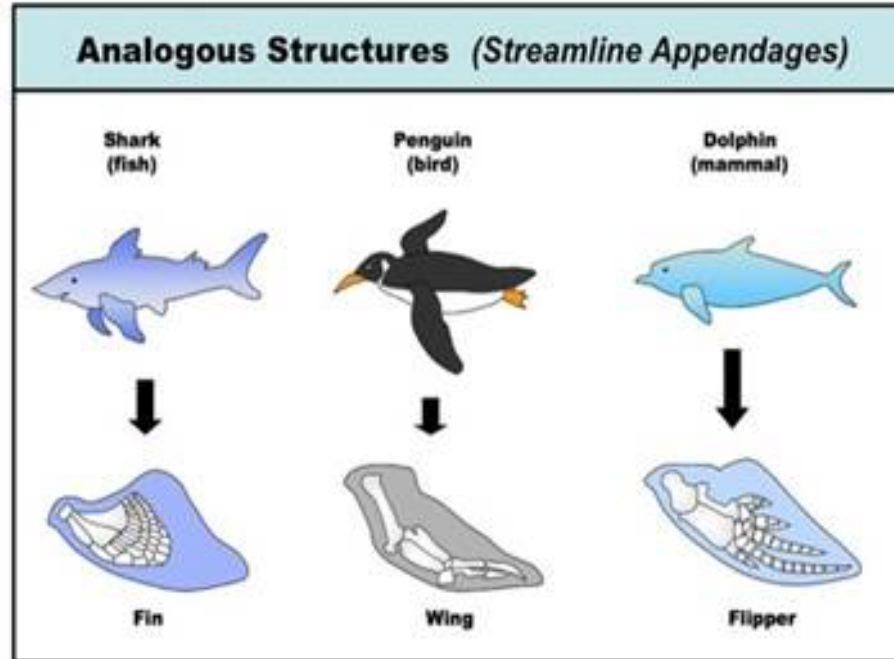 Analogous Structures (Streamline Appendages)
Shark
(fish)
Penguin
(bird)
Dolphin
(mammal)
Fin
Wing
Flipper